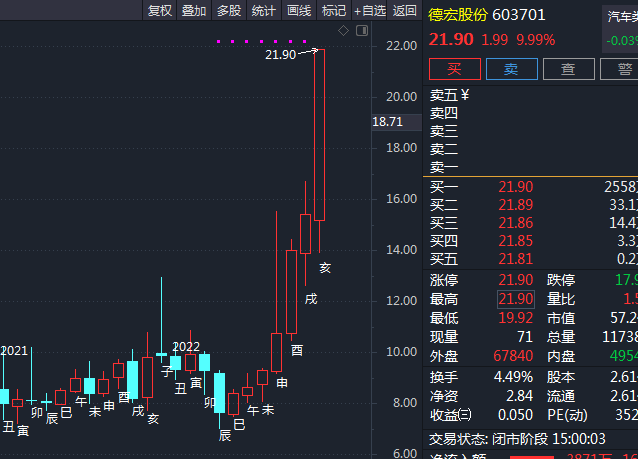 复权 叠加 多股 统计 画线 标记 +自选 返回
德宏股份 603701
21.90 1.99 9.99%
汽车
-0.03
买 卖 查 警
21.90
22.00
20.00
18.71
18.00
16.00
14.00
12.00
10.00
8.00
6.00
2021
2022
丑 寅 卯 辰 巳 午 未 申 酉 戌 亥 子 丑 寅 卯 辰 巳 午 未 申 酉 戌 亥
卖五¥
卖四
卖三
卖二
卖一
买一 21.90 2558
买二 21.89 33.1
买三 21.86 14.4
买四 21.85 3.3
买五 21.81 0.2
涨停 21.90 跌停 17.9
最高 21.90 量比 1.5
最低 19.92 市值 57.2
现量 71 总量 11738
外盘 67840 内盘 4954
换手 4.49% 股本 2.61
净资 2.84 流通 2.61
收益㈢ 0.050 PE(动) 352
交易状态: 闭市阶段 15:00:03